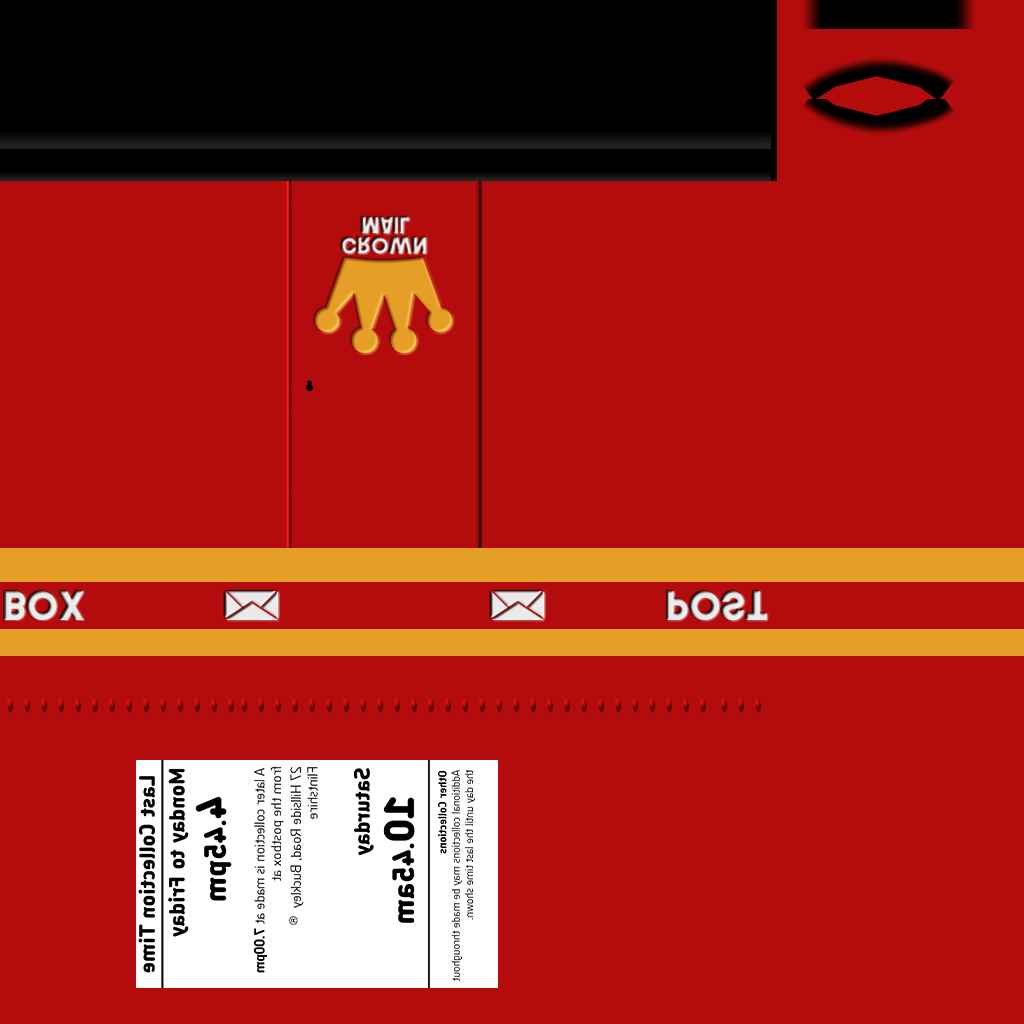 CROWN
MAIL
POST
BOX
Last Collection Time
Monday to Friday
4.45pm
A later collection is made at 7.00pm
from the postbox at
27 Hillside Road, Buckley ®
Flintshire
Saturday
10.45am
Other Collections
Additional collections may be made throughout
the day until the last time shown.